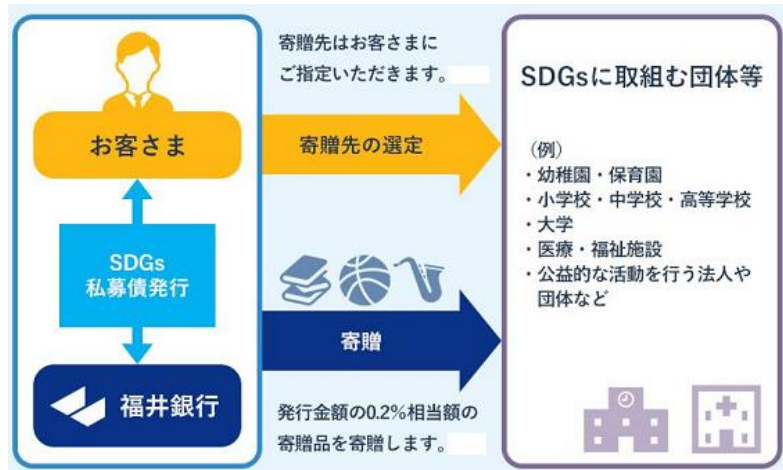 お客さま
SDGs
私募債発行
福井銀行
寄贈先はお客さまに
ご指定いただきます。
寄贈先の選定
寄贈
発行金額の0.2%相当額の
寄贈品を寄贈します。
SDGsに取組む団体等
（例）
・幼稚園・保育園
・小学校・中学校・高等学校
・大学
・医療・福祉施設
・公益的な活動を行う法人や
団体など